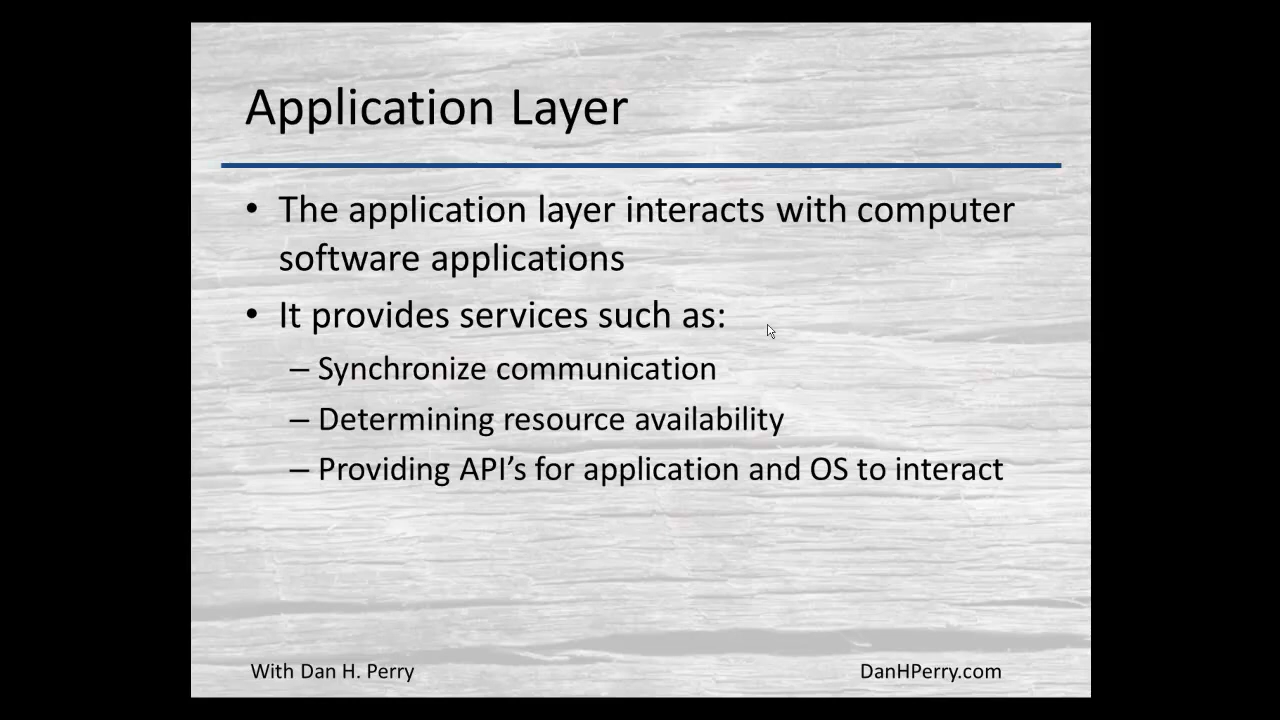 Application Layer
• The application layer interacts with computer
software applications
• It provides services such as:
– Synchronize communication
– Determining resource availability
– Providing API’s for application and OS to interact
With Dan H. Perry
DanHPerry.com